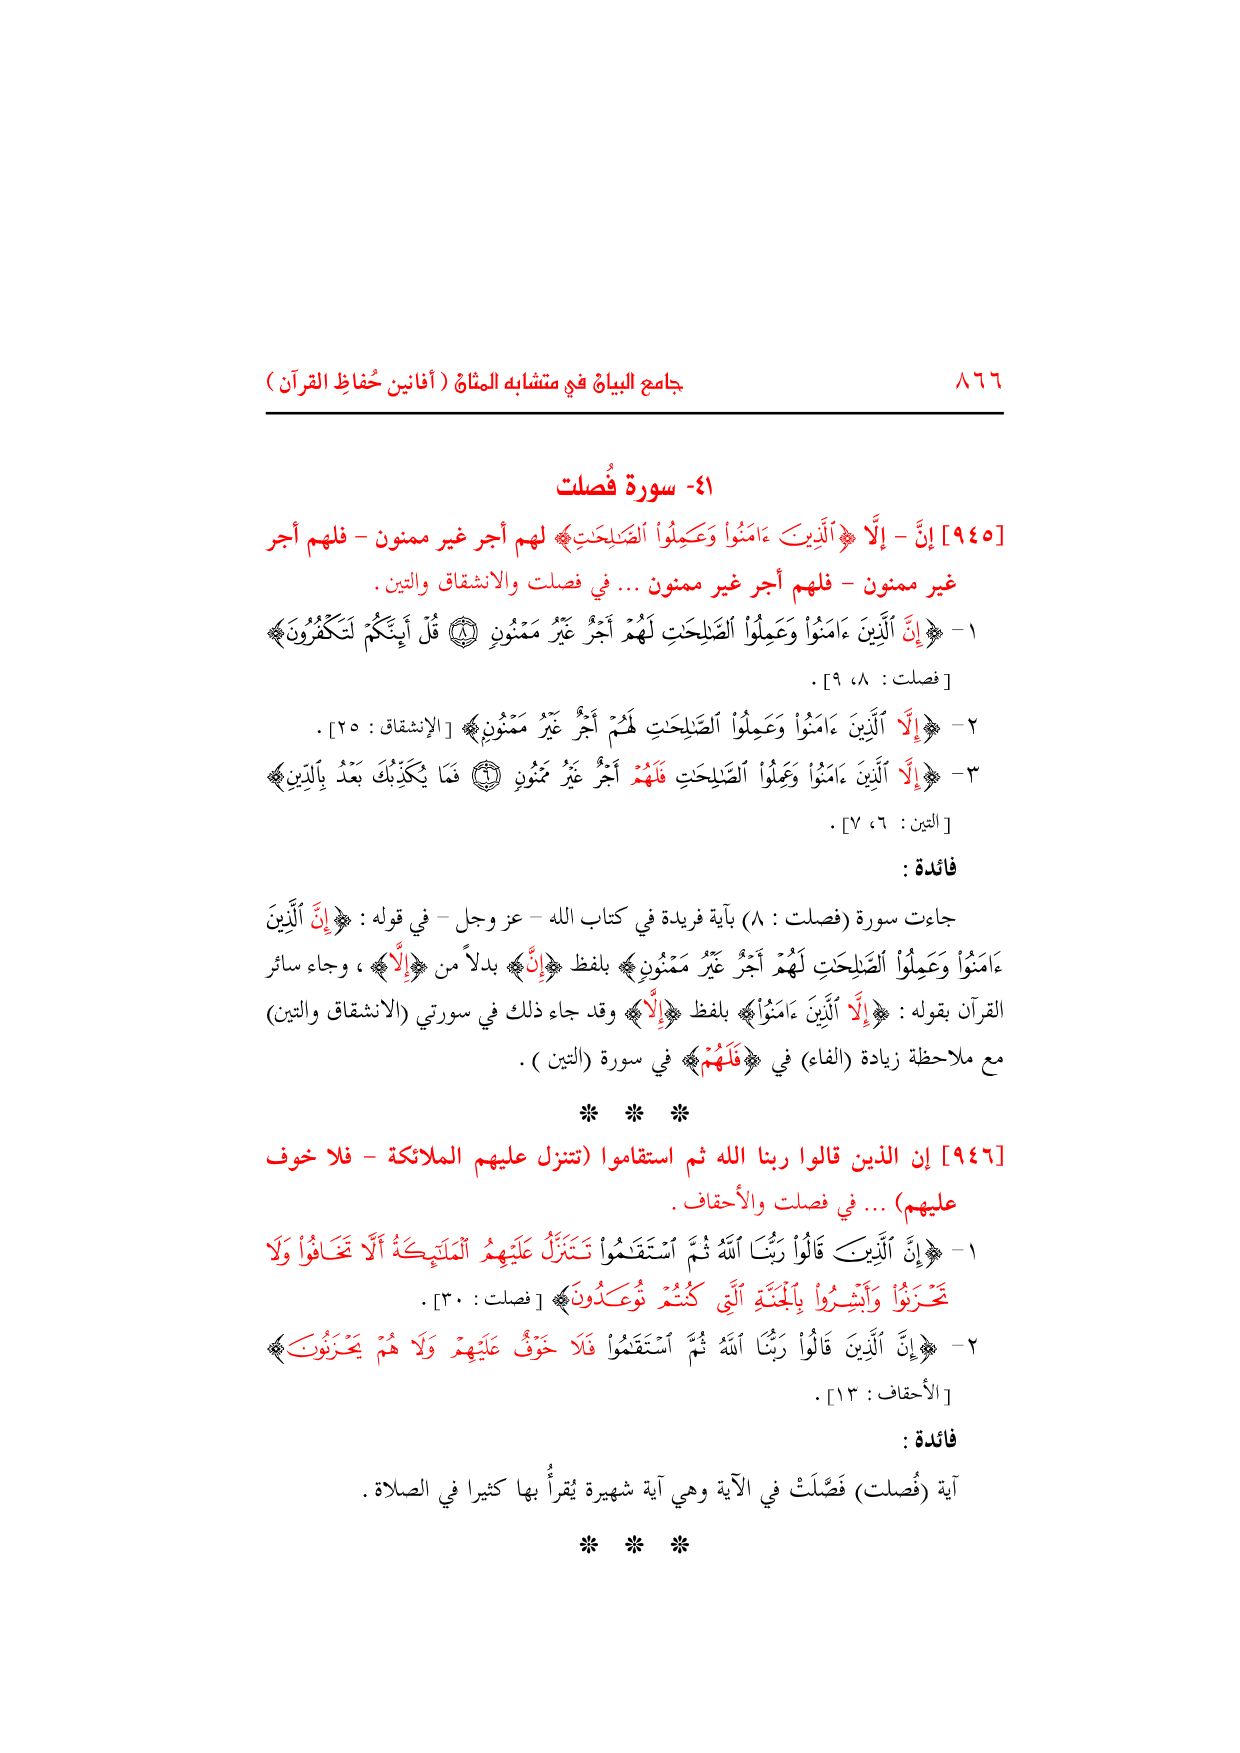 ٨٦٦ جامع البيان في متشابه المثان ( أفانين حُفاظِ القرآن )
٤١- سورة فُصلت
[٩٤٥] إنَّ – إلَّا ﴿ٱلَّذِينَ ءَامَنُواْ وَعَمِلُواْ ٱلصَّٰلِحَٰتِ﴾ لهم أجر غير ممنون – فلهم أجر
غير ممنون – فلهم أجر غير ممنون ... في فصلت والانشقاق والتين .
١- ﴿إِنَّ ٱلَّذِينَ ءَامَنُواْ وَعَمِلُواْ ٱلصَّٰلِحَٰتِ لَهُمۡ أَجۡرٌ غَيۡرُ مَمۡنُونٖ ٨ قُلۡ أَئِنَّكُمۡ لَتَكۡفُرُونَ﴾
[ فصلت : ٨، ٩] .
٢- ﴿إِلَّا ٱلَّذِينَ ءَامَنُواْ وَعَمِلُواْ ٱلصَّٰلِحَٰتِ لَهُمۡ أَجۡرٌ غَيۡرُ مَمۡنُونِۭ﴾ [ الإنشقاق : ٢٥] .
٣- ﴿إِلَّا ٱلَّذِينَ ءَامَنُواْ وَعَمِلُواْ ٱلصَّٰلِحَٰتِ فَلَهُمۡ أَجۡرٌ غَيۡرُ مَمۡنُونٖ ٦ فَمَا يُكَذِّبُكَ بَعۡدُ بِٱلدِّينِ﴾
[ التين : ٦، ٧] .
فائدة :
جاءت سورة (فصلت : ٨) بآية فريدة في كتاب الله – عز وجل – في قوله : ﴿إِنَّ ٱلَّذِينَ
ءَامَنُواْ وَعَمِلُواْ ٱلصَّٰلِحَٰتِ لَهُمۡ أَجۡرٌ غَيۡرُ مَمۡنُونٖ﴾ بلفظ ﴿إِنَّ﴾ بدلاً من ﴿إِلَّا﴾ ، وجاء سائر
القرآن بقوله : ﴿إِلَّا ٱلَّذِينَ ءَامَنُواْ﴾ بلفظ ﴿إِلَّا﴾ وقد جاء ذلك في سورتي (الانشقاق والتين)
مع ملاحظة زيادة (الفاء) في ﴿فَلَهُمۡ﴾ في سورة (التين ) .
❊ ❊ ❊
[٩٤٦] إن الذين قالوا ربنا الله ثم استقاموا (تتنزل عليهم الملائكة – فلا خوف
عليهم) ... في فصلت والأحقاف .
١- ﴿إِنَّ ٱلَّذِينَ قَالُواْ رَبُّنَا ٱللَّهُ ثُمَّ ٱسۡتَقَٰمُواْ تَتَنَزَّلُ عَلَيۡهِمُ ٱلۡمَلَٰٓئِكَةُ أَلَّا تَخَافُواْ وَلَا
تَحۡزَنُواْ وَأَبۡشِرُواْ بِٱلۡجَنَّةِ ٱلَّتِي كُنتُمۡ تُوعَدُونَ﴾ [ فصلت : ٣٠] .
٢- ﴿إِنَّ ٱلَّذِينَ قَالُواْ رَبُّنَا ٱللَّهُ ثُمَّ ٱسۡتَقَٰمُواْ فَلَا خَوۡفٌ عَلَيۡهِمۡ وَلَا هُمۡ يَحۡزَنُونَ﴾
[ الأحقاف : ١٣] .
فائدة :
آية (فُصلت) فَصَّلَتْ في الآية وهي آية شهيرة يُقرأُ بها كثيرا في الصلاة .
❊ ❊ ❊